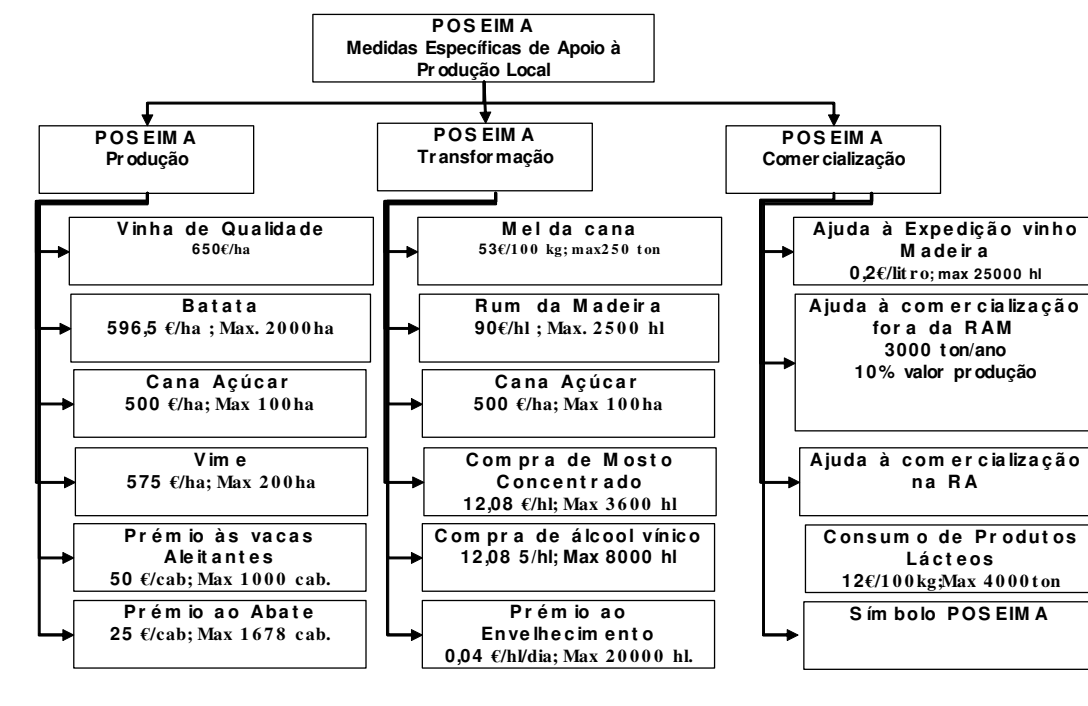 POSEIMA
Medidas Específicas de Apoio à
Produção Local
POSEIMA
Produção
Vinha de Qualidade
650€/ha
Batata
596,5 €/ha ; Max. 2000ha
Cana Açúcar
500 €/ha; Max 100ha
Vime
575 €/ha; Max 200ha
Prémio às vacas
Aleitantes
50 €/cab; Max 1000 cab.
Prémio ao Abate
25 €/cab; Max 1678 cab.
POSEIMA
Transformação
Mel da cana
53€/100 kg; max250 ton
Rum da Madeira
90€/hl ; Max. 2500 hl
Cana Açúcar
500 €/ha; Max 100ha
Compra de Mosto
Concentrado
12,08 €/hl; Max 3600 hl
Compra de álcool vínico
12,08 5/hl; Max 8000 hl
Prémio ao
Envelhecimento
0,04 €/hl/dia; Max 20000 hl.
POSEIMA
Comercialização
Ajuda à Expedição vinho
Madeira
0,2€/litro; max 25000 hl
Ajuda à comercialização
fora da RAM
3000 ton/ano
10% valor produção
Ajuda à comercialização
na RA
Consumo de Produtos
Lácteos
12€/100kg;Max 4000ton
Símbolo POSEIMA